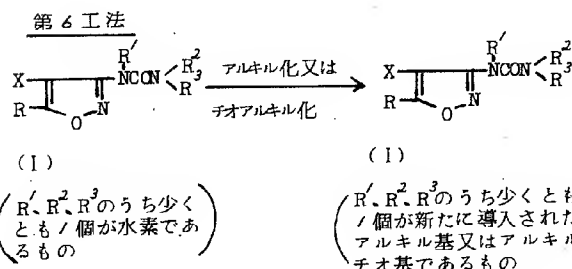 第6工法
R′
X NCON R² R³
R O N
アルキル化又は
チオアルキル化
R′
X NCON R² R³
R O N
(I)
(I)
R′、R²、R³のうち少く
とも1個が水素であ
るもの
R′、R²、R³のうち少くとも
1個が新たに導入された
アルキル基又はアルキル
チオ基であるもの